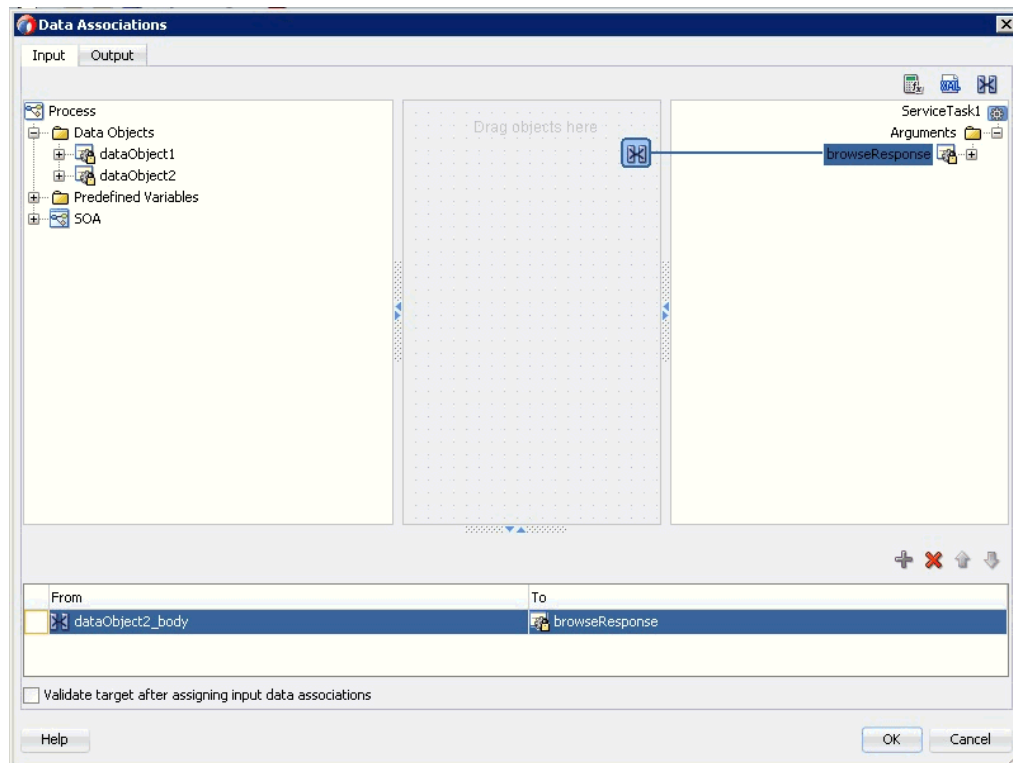 Data Associations
Input Output
Process
Data Objects
dataObject1
dataObject2
Predefined Variables
SOA
Drag objects here
ServiceTask1
Arguments
browseResponse
From To
dataObject2_body browseResponse
Validate target after assigning input data associations
Help OK Cancel